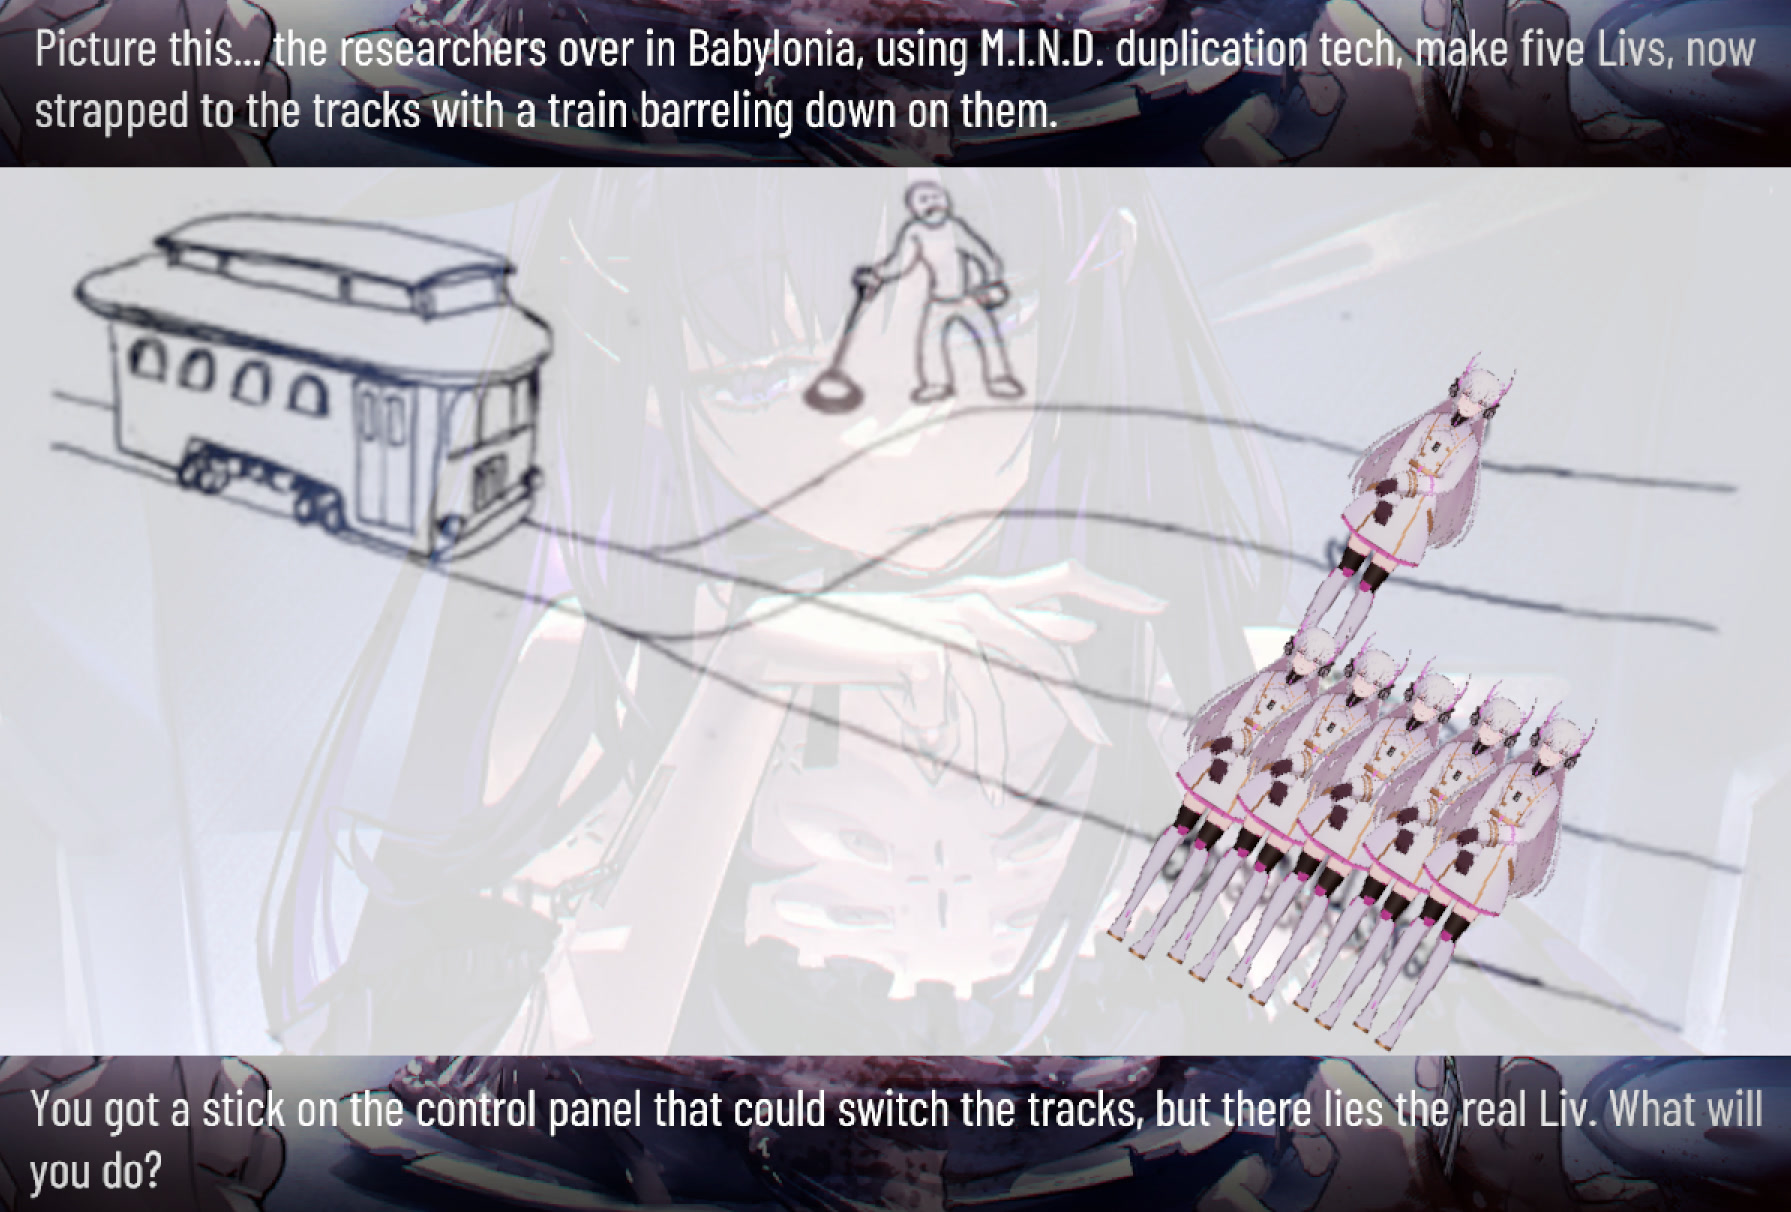 Picture this... the researchers over in Babylonia, using M.I.N.D. duplication tech, make five Livs, now
strapped to the tracks with a train barreling down on them.
You got a stick on the control panel that could switch the tracks, but there lies the real Liv. What will
you do?